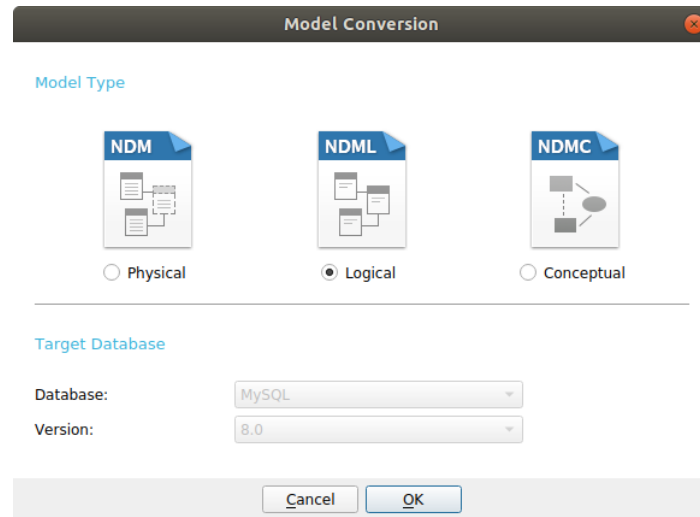 Model Conversion
Model Type
NDM NDML NDMC
Physical Logical Conceptual
Target Database
Database: MySQL
Version: 8.0
Cancel OK